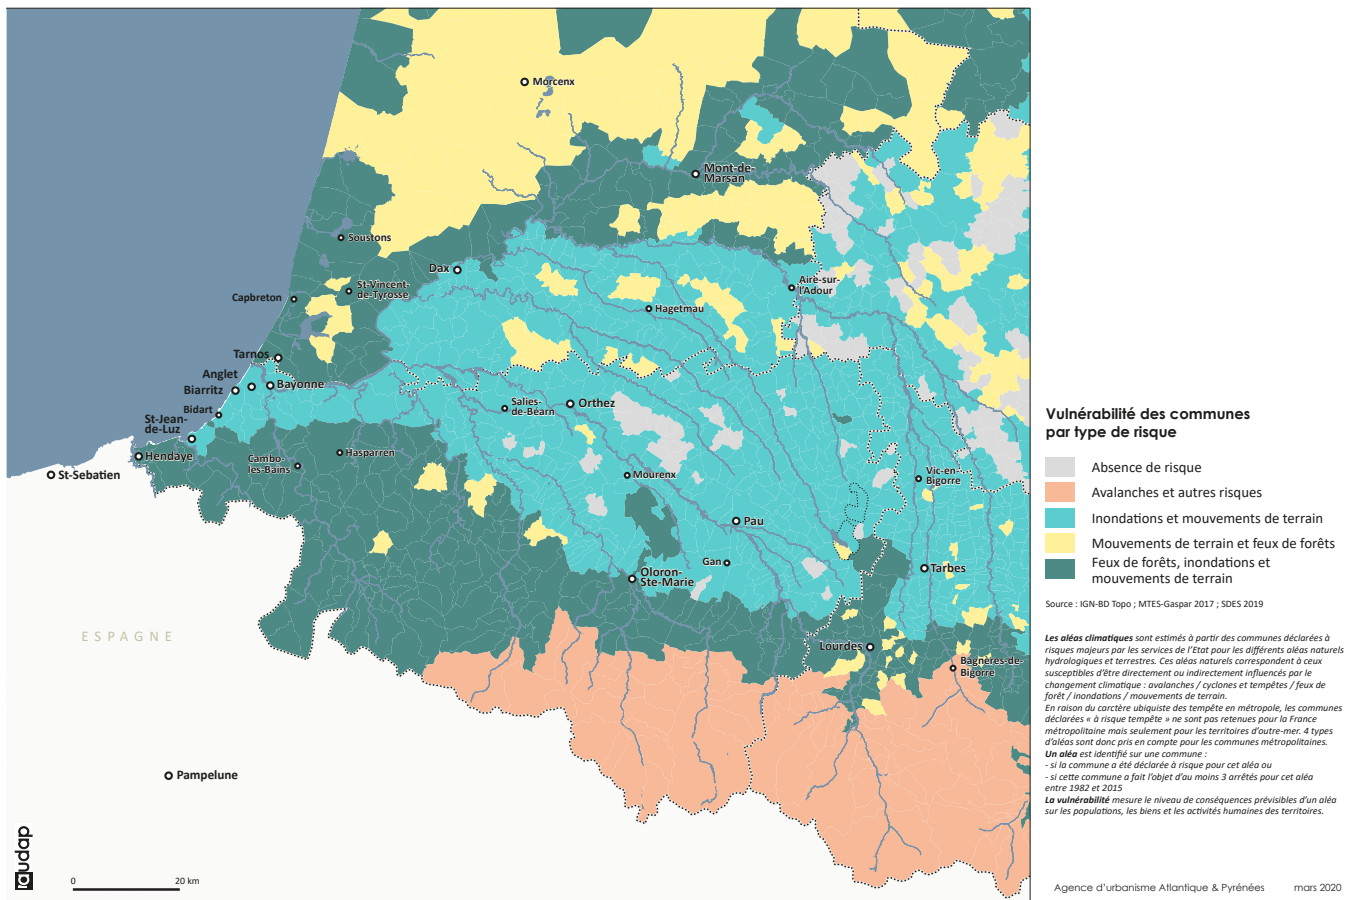 Morcenx
Mont-de-
Marsan
Soustons
Dax
St-Vincent-
de-Tyrosse
Aire-sur-
l'Adour
Capbreton
Hagetmau
Tarnos
Anglet
Bayonne
Biarritz
Bidart
Salies-
de-Béarn
Orthez
St-Jean-
de-Luz
Hendaye
Cambo-
les-Bains
Hasparren
St-Sebatien
Mourenx
Vic-en-
Bigorre
Pau
Gan
Oloron-
Ste-Marie
Tarbes
ESPAGNE
Lourdes
Bagnères-de-
Bigorre
Pampelune
audap
0 20 km
Vulnérabilité des communes
par type de risque
Absence de risque
Avalanches et autres risques
Inondations et mouvements de terrain
Mouvements de terrain et feux de forêts
Feux de forêts, inondations et
mouvements de terrain
Source : IGN-BD Topo ; MTES-Gaspar 2017 ; SDES 2019
Les aléas climatiques sont estimés à partir des communes déclarées à
risques majeurs par les services de l'Etat pour les différents aléas naturels
hydrologiques et terrestres. Ces aléas naturels correspondent à ceux
susceptibles d'être directement ou indirectement influencés par le
changement climatique : avalanches / cyclones et tempêtes / feux de
forêt / inondations / mouvements de terrain.
En raison du carctère ubiquiste des tempête en métropole, les communes
déclarées « à risque tempête » ne sont pas retenues pour la France
métropolitaine mais seulement pour les territoires d'outre-mer. 4 types
d'aléas sont donc pris en compte pour les communes métropolitaines.
Un aléa est identifié sur une commune :
- si la commune a été déclarée à risque pour cet aléa ou
- si cette commune a fait l'objet d'au moins 3 arrêtés pour cet aléa
entre 1982 et 2015
La vulnérabilité mesure le niveau de conséquences prévisibles d'un aléa
sur les populations, les biens et les activités humaines des territoires.
Agence d'urbanisme Atlantique & Pyrénées mars 2020